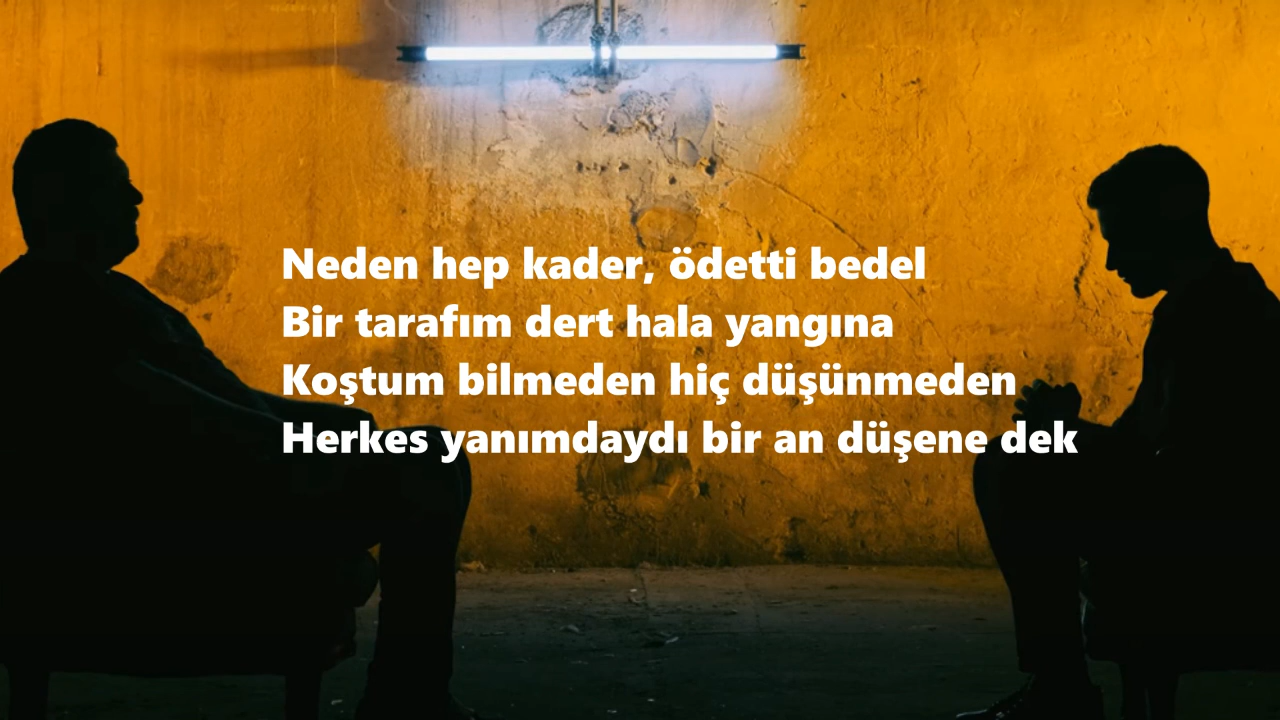 Neden hep kader, ödetti bedel
Bir tarafım dert hala yangına
Koştum bilmeden hiç düşünmeden
Herkes yanımdaydı bir an düşene dek